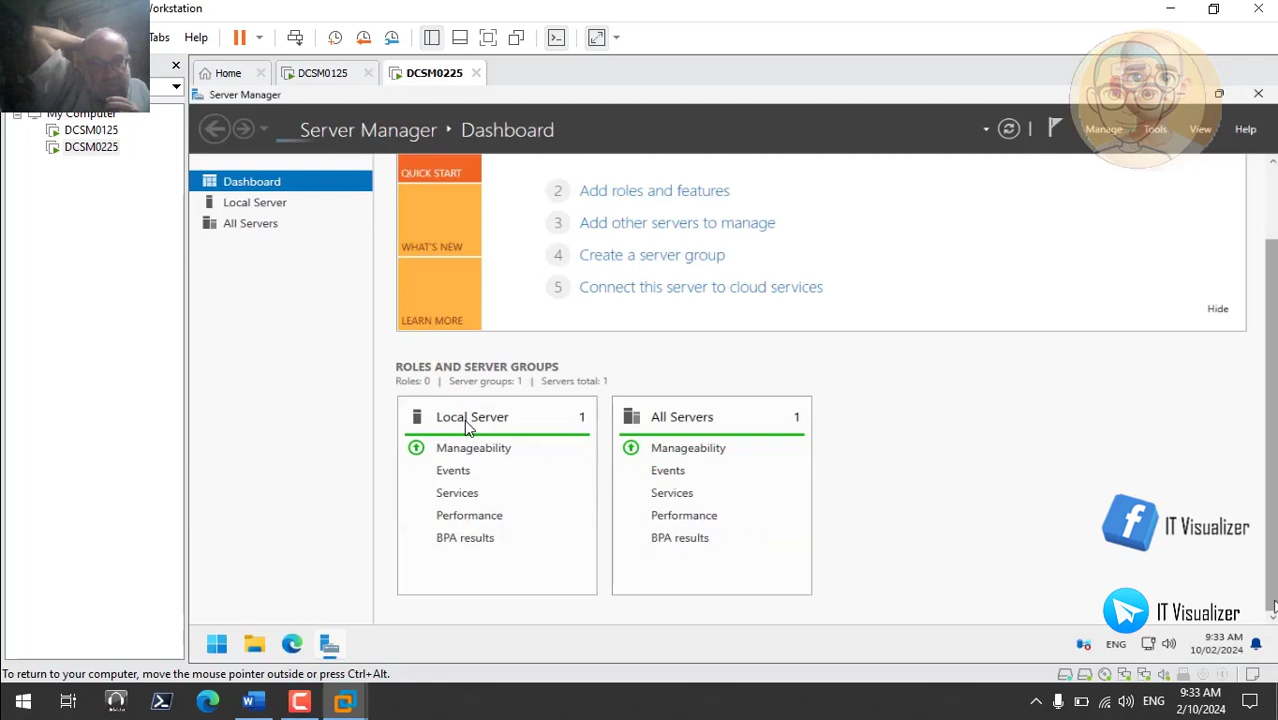 orkstation
Tabs
Help
Home
DCSM0125
DCSM0225
Server Manager
My Computer
DCSM0125
DCSM0225
Server Manager
Dashboard
Manage
Tools
View
Help
Dashboard
Local Server
All Servers
QUICK START
WHAT'S NEW
LEARN MORE
2 Add roles and features
3 Add other servers to manage
4 Create a server group
5 Connect this server to cloud services
Hide
ROLES AND SERVER GROUPS
Roles: 0 | Server groups: 1 | Servers total: 1
Local Server 1
Manageability
Events
Services
Performance
BPA results
All Servers 1
Manageability
Events
Services
Performance
BPA results
IT Visualizer
IT Visualizer
ENG
9:33 AM
10/02/2024
To return to your computer, move the mouse pointer outside or press Ctrl+Alt.
ENG
9:33 AM
2/10/2024